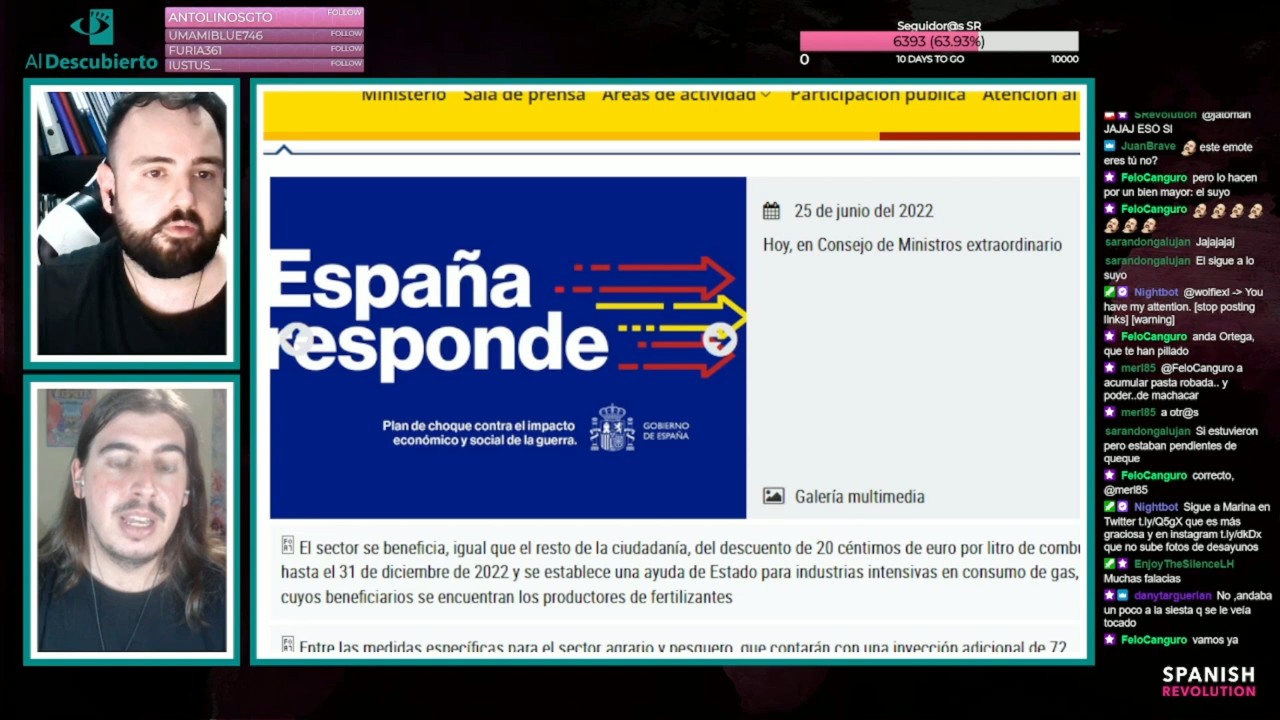 Al Descubierto
ANTOLINOSGTO FOLLOW
UMAMIBLUE746 FOLLOW
FURIA361 FOLLOW
IUSTUS__ FOLLOW
Seguidor@s SR
6393 (63.93%)
0 10 DAYS TO GO 10000
Ministerio Sala de prensa Áreas de actividad Participación pública Atención al
España
responde
Plan de choque contra el impacto
económico y social de la guerra.
GOBIERNO
DE ESPAÑA
25 de junio del 2022
Hoy, en Consejo de Ministros extraordinario
Galería multimedia
El sector se beneficia, igual que el resto de la ciudadanía, del descuento de 20 céntimos de euro por litro de combu
hasta el 31 de diciembre de 2022 y se establece una ayuda de Estado para industrias intensivas en consumo de gas,
cuyos beneficiarios se encuentran los productores de fertilizantes
Entre las medidas específicas para el sector agrario y pesquero, que contarán con una inyección adicional de 72
SRevolution @jaloman
JAJAJ ESO SI
JuanBrave este emote
eres tú no?
FeloCanguro pero lo hacen
por un bien mayor: el suyo
FeloCanguro
sarandongalujan Jajajajaj
sarandongalujan El sigue a lo
suyo
Nightbot @wolfiexl -> You
have my attention. [stop posting
links] [warning]
FeloCanguro anda Ortega,
que te han pillado
merl85 @FeloCanguro a
acumular pasta robada.. y
poder..de machacar
merl85 a otr@s
sarandongalujan Si estuvieron
pero estaban pendientes de
queque
FeloCanguro correcto,
@merl85
Nightbot Sigue a Marina en
Twitter t.ly/Q5gX que es más
graciosa y en instagram t.ly/dkDx
que no sube fotos de desayunos
EnjoyTheSilenceLH
Muchas falacias
danytarguerian No ,andaba
un poco a la siesta q se le veía
tocado
FeloCanguro vamos ya
SPANISH
REVOLUTION